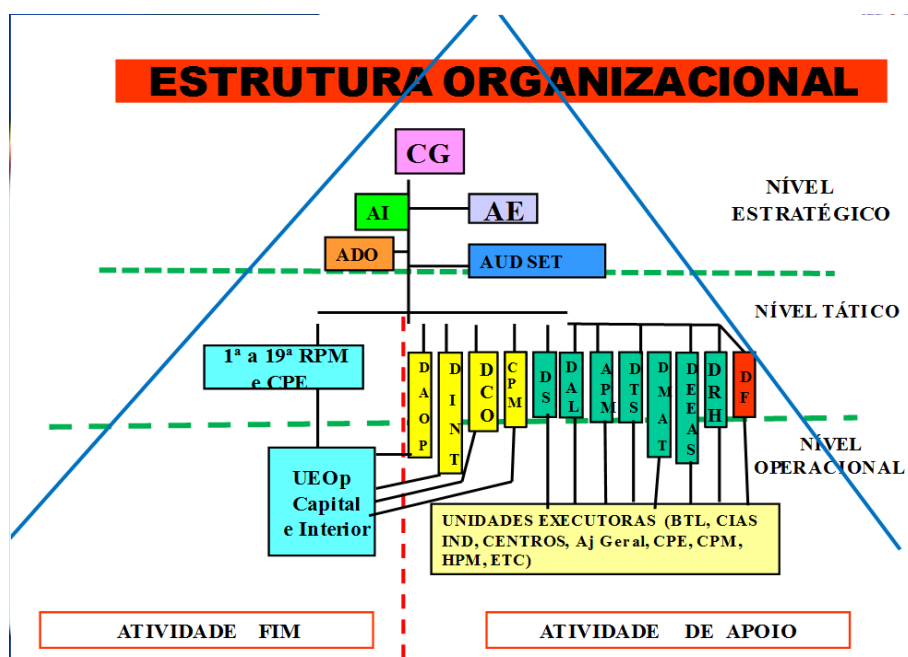 ESTRUTURA ORGANIZACIONAL
CG
NÍVEL
ESTRATÉGICO
AI
AE
ADO
AUD SET
NÍVEL TÁTICO
1ª a 19ª RPM
e CPE
DAOP
DINT
DCO
CPM
DS
DAL
APM
DTS
DMAT
DEEAS
DRH
DF
NÍVEL
OPERACIONAL
UEOp
Capital
e Interior
UNIDADES EXECUTORAS (BTL, CIAS
IND, CENTROS, Aj Geral, CPE, CPM,
HPM, ETC)
ATIVIDADE FIM
ATIVIDADE DE APOIO